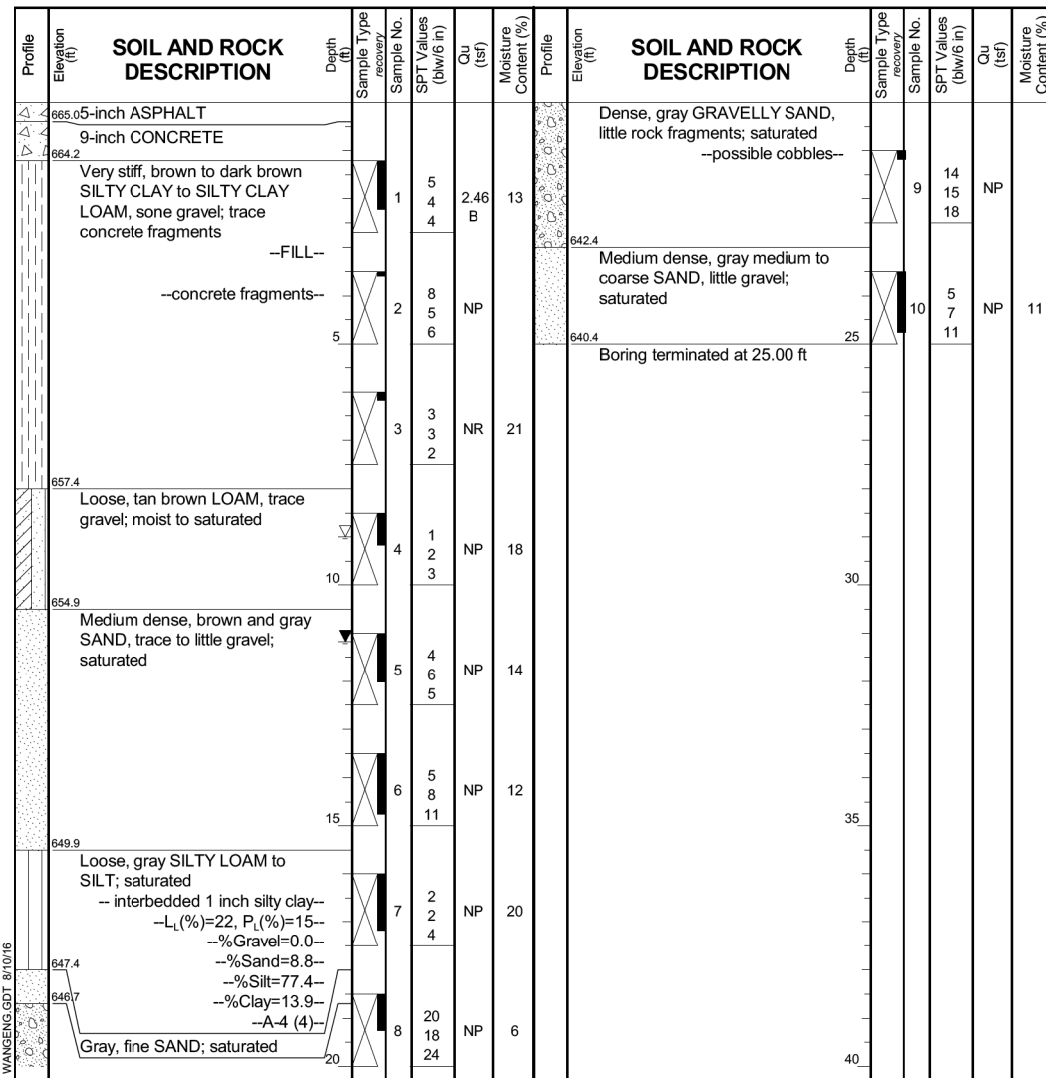 Profile
Elevation
(ft)
SOIL AND ROCK
DESCRIPTION
Depth
(ft)
Sample Type
recovery
Sample No.
SPT Values
(blw/6 in)
Qu
(tsf)
Moisture
Content (%)
665.0 5-inch ASPHALT
9-inch CONCRETE
664.2
Very stiff, brown to dark brown
SILTY CLAY to SILTY CLAY
LOAM, sone gravel; trace
concrete fragments
--FILL--
1
5
4
4
2.46
B
13
--concrete fragments--
2
8
5
6
NP
5
3
3
3
2
NR
21
657.4
Loose, tan brown LOAM, trace
gravel; moist to saturated
4
1
2
3
NP
18
10
654.9
Medium dense, brown and gray
SAND, trace to little gravel;
saturated
5
4
6
5
NP
14
6
5
8
11
NP
12
15
649.9
Loose, gray SILTY LOAM to
SILT; saturated
-- interbedded 1 inch silty clay--
--LL(%)=22, PL(%)=15--
--%Gravel=0.0--
--%Sand=8.8--
--%Silt=77.4--
--%Clay=13.9--
--A-4 (4)--
7
2
2
4
NP
20
647.4
646.7
Gray, fine SAND; saturated
8
20
18
24
NP
6
20
WANGENG.GDT 8/10/16
Profile
Elevation
(ft)
SOIL AND ROCK
DESCRIPTION
Depth
(ft)
Sample Type
recovery
Sample No.
SPT Values
(blw/6 in)
Qu
(tsf)
Moisture
Content (%)
Dense, gray GRAVELLY SAND,
little rock fragments; saturated
--possible cobbles--
9
14
15
18
NP
642.4
Medium dense, gray medium to
coarse SAND, little gravel;
saturated
10
5
7
11
NP
11
640.4
25
Boring terminated at 25.00 ft
30
35
40